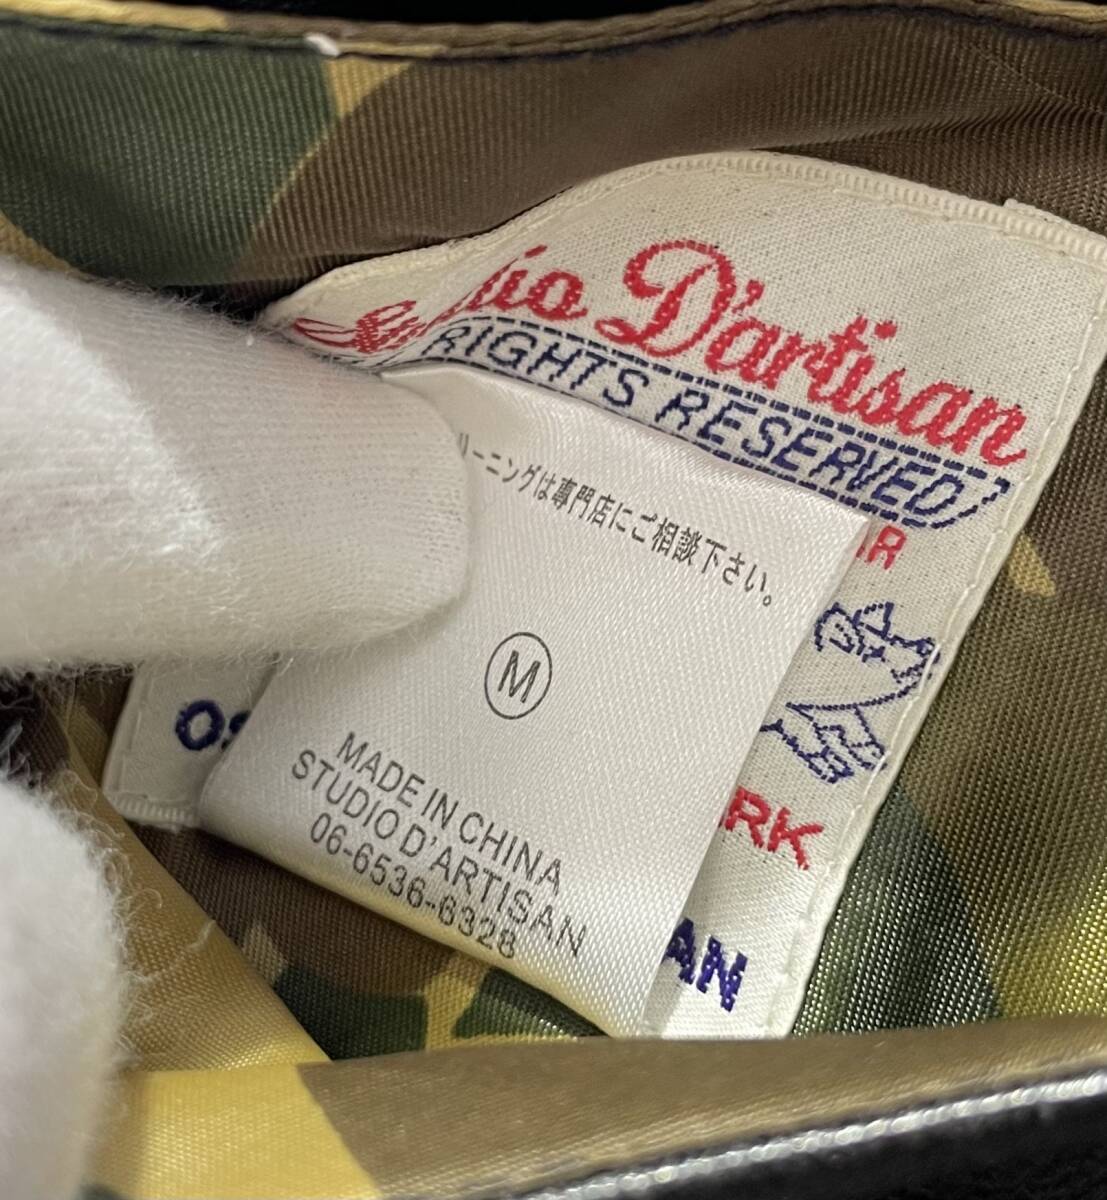 D'artisan
RIGHTS RESERVED
リーニングは専門店にご相談下さい。
M
MADE IN CHINA
STUDIO D'ARTISAN
06-6536-6328